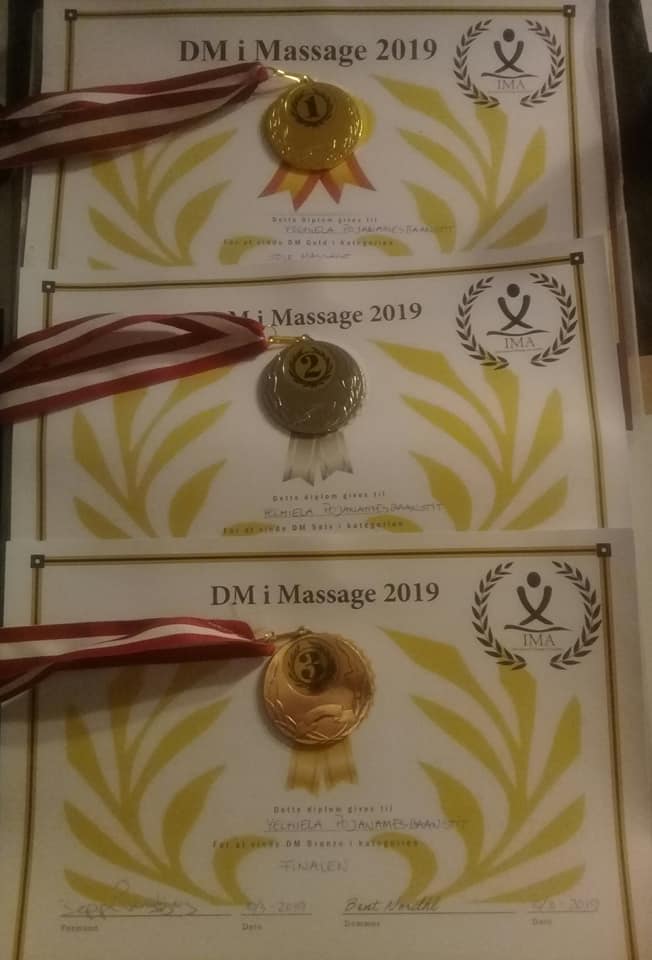 DM i Massage 2019
IMA
1
Dette diplom gives til
For at vinde DM Guld i kategorien
MASSAGE
M i Massage 2019
IMA
2
Dette diplom gives til
For at vinde DM Sølv i kategorien
DM i Massage 2019
IMA
3
Dette diplom gives til
For at vinde DM Bronze i kategorien
FINALEN
-2019 Bent -2019
Formand Dato Dommer Dato